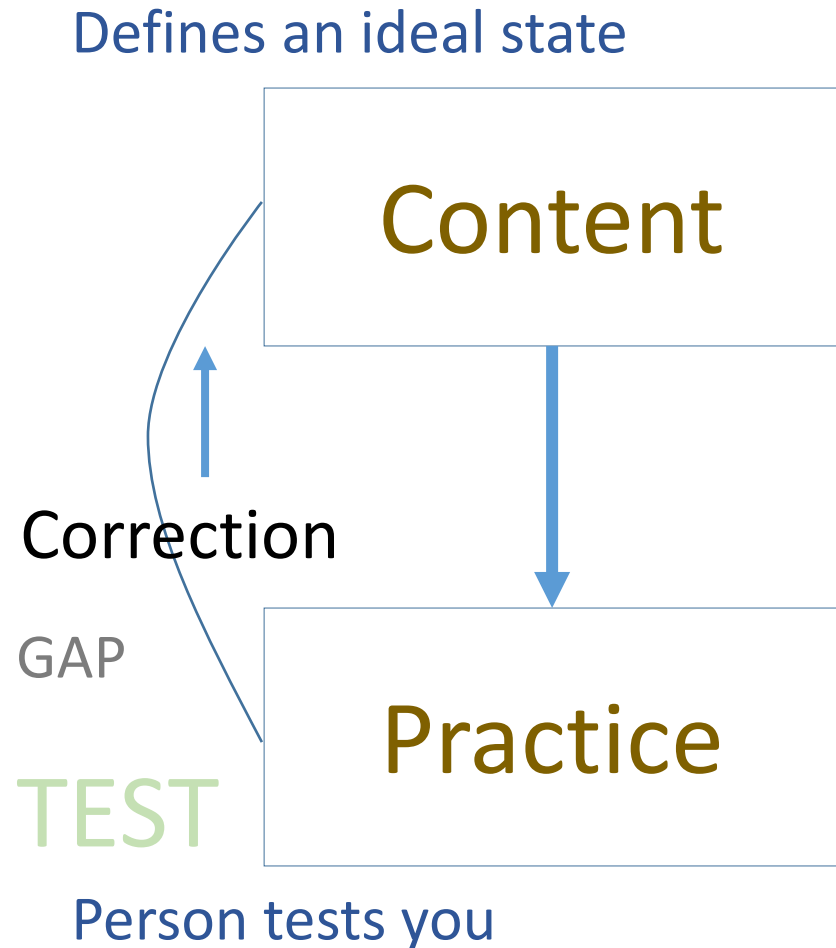 Defines an ideal state
Content
Correction
GAP
Practice
TEST
Person tests you